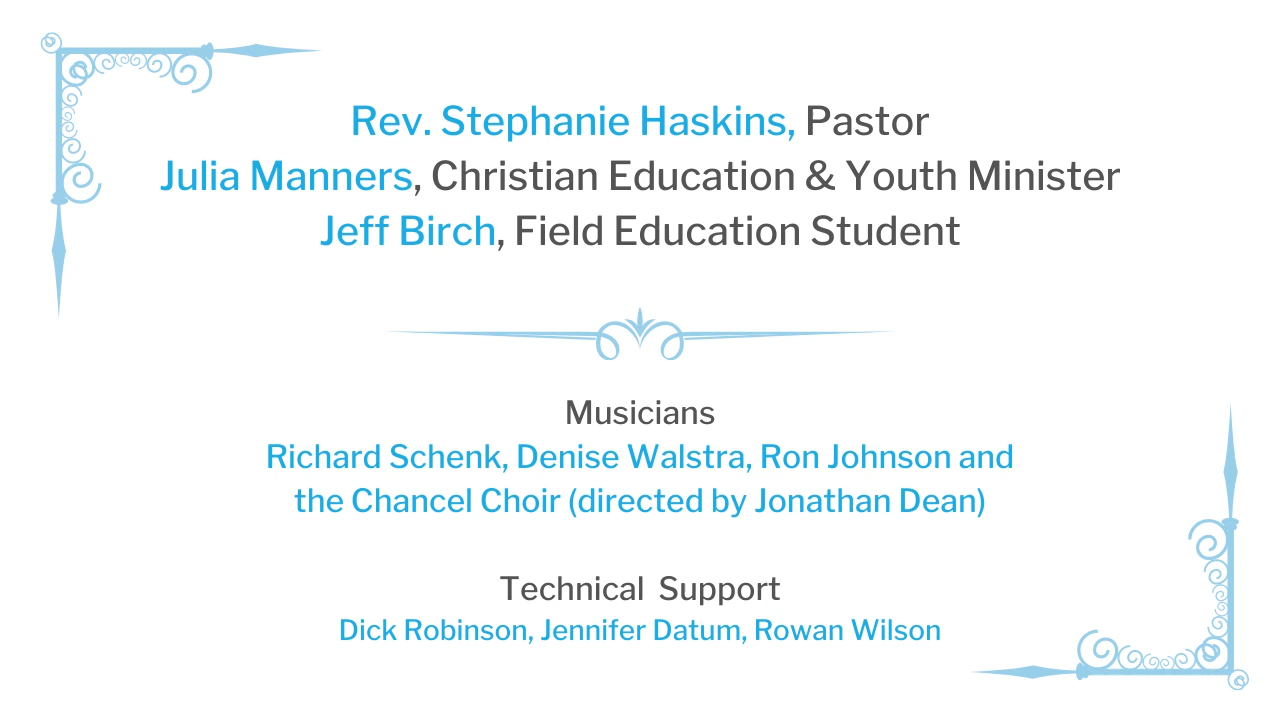 Rev. Stephanie Haskins, Pastor
Julia Manners, Christian Education & Youth Minister
Jeff Birch, Field Education Student
Musicians
Richard Schenk, Denise Walstra, Ron Johnson and
the Chancel Choir (directed by Jonathan Dean)
Technical Support
Dick Robinson, Jennifer Datum, Rowan Wilson